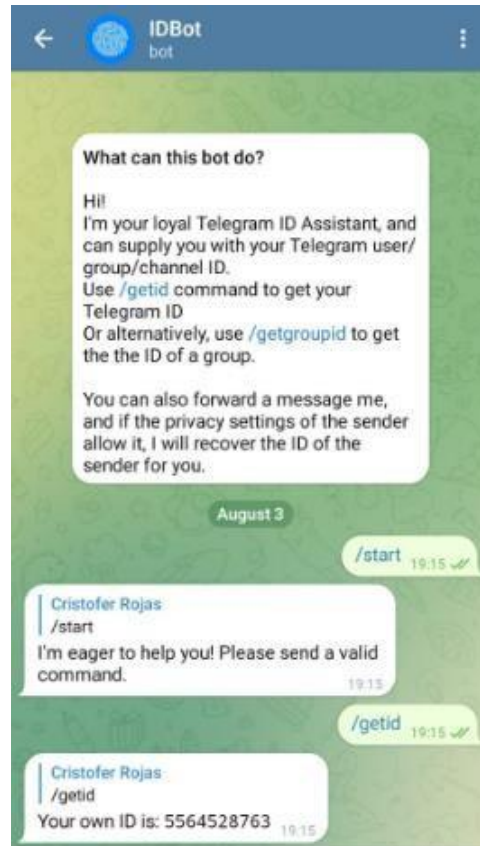 IDBot
bot
What can this bot do?
Hi!
I'm your loyal Telegram ID Assistant, and
can supply you with your Telegram user/
group/channel ID.
Use /getid command to get your
Telegram ID
Or alternatively, use /getgroupid to get
the the ID of a group.
You can also forward a message me,
and if the privacy settings of the sender
allow it, I will recover the ID of the
sender for you.
August 3
/start 19:15
Cristofer Rojas
/start
I'm eager to help you! Please send a valid
command. 19:15
/getid 19:15
Cristofer Rojas
/getid
Your own ID is: 5564528763 19:15